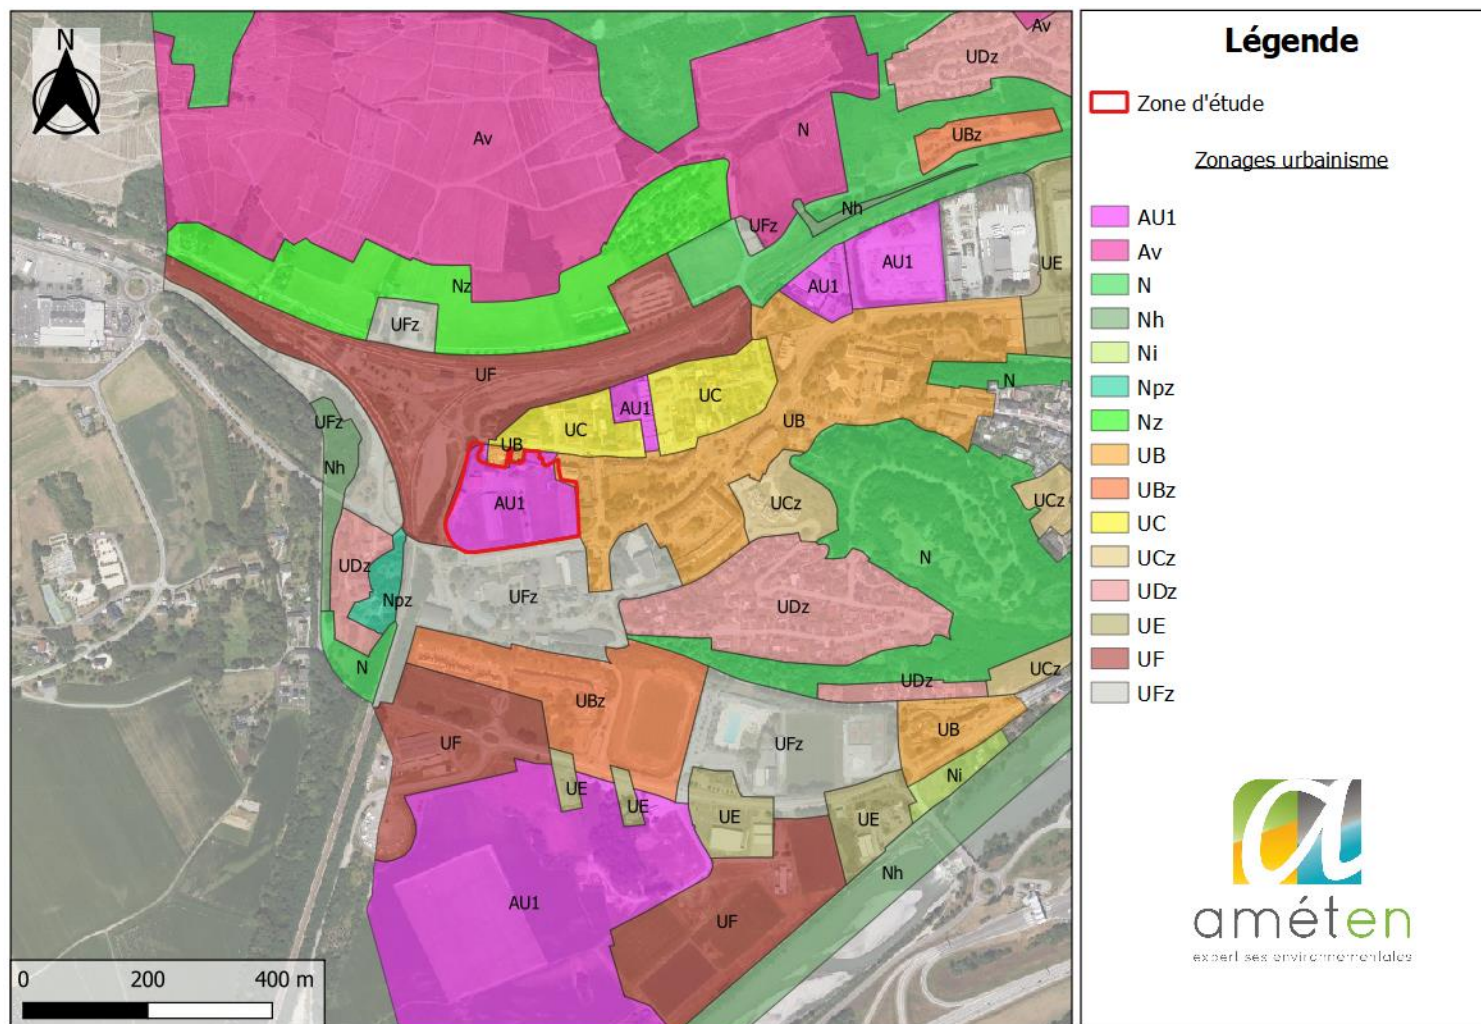 N
Av
UDz
Av
N
UBz
Nh
UFz
AU1
AU1
UE
Nz
UFz
UF
N
AU1
UC
UC
UB
UFz
UB
Nh
AU1
UCz
UCz
N
UDz
Npz
UFz
UDz
N
UBz
UDz
UCz
UF
UFz
UB
Ni
UE
UE
UE
UE
Nh
AU1
UF
0 200 400 m
Légende
Zone d'étude
Zonages urbainisme
AU1
Av
N
Nh
Ni
Npz
Nz
UB
UBz
UC
UCz
UDz
UE
UF
UFz
a
améten
expertises environnementales